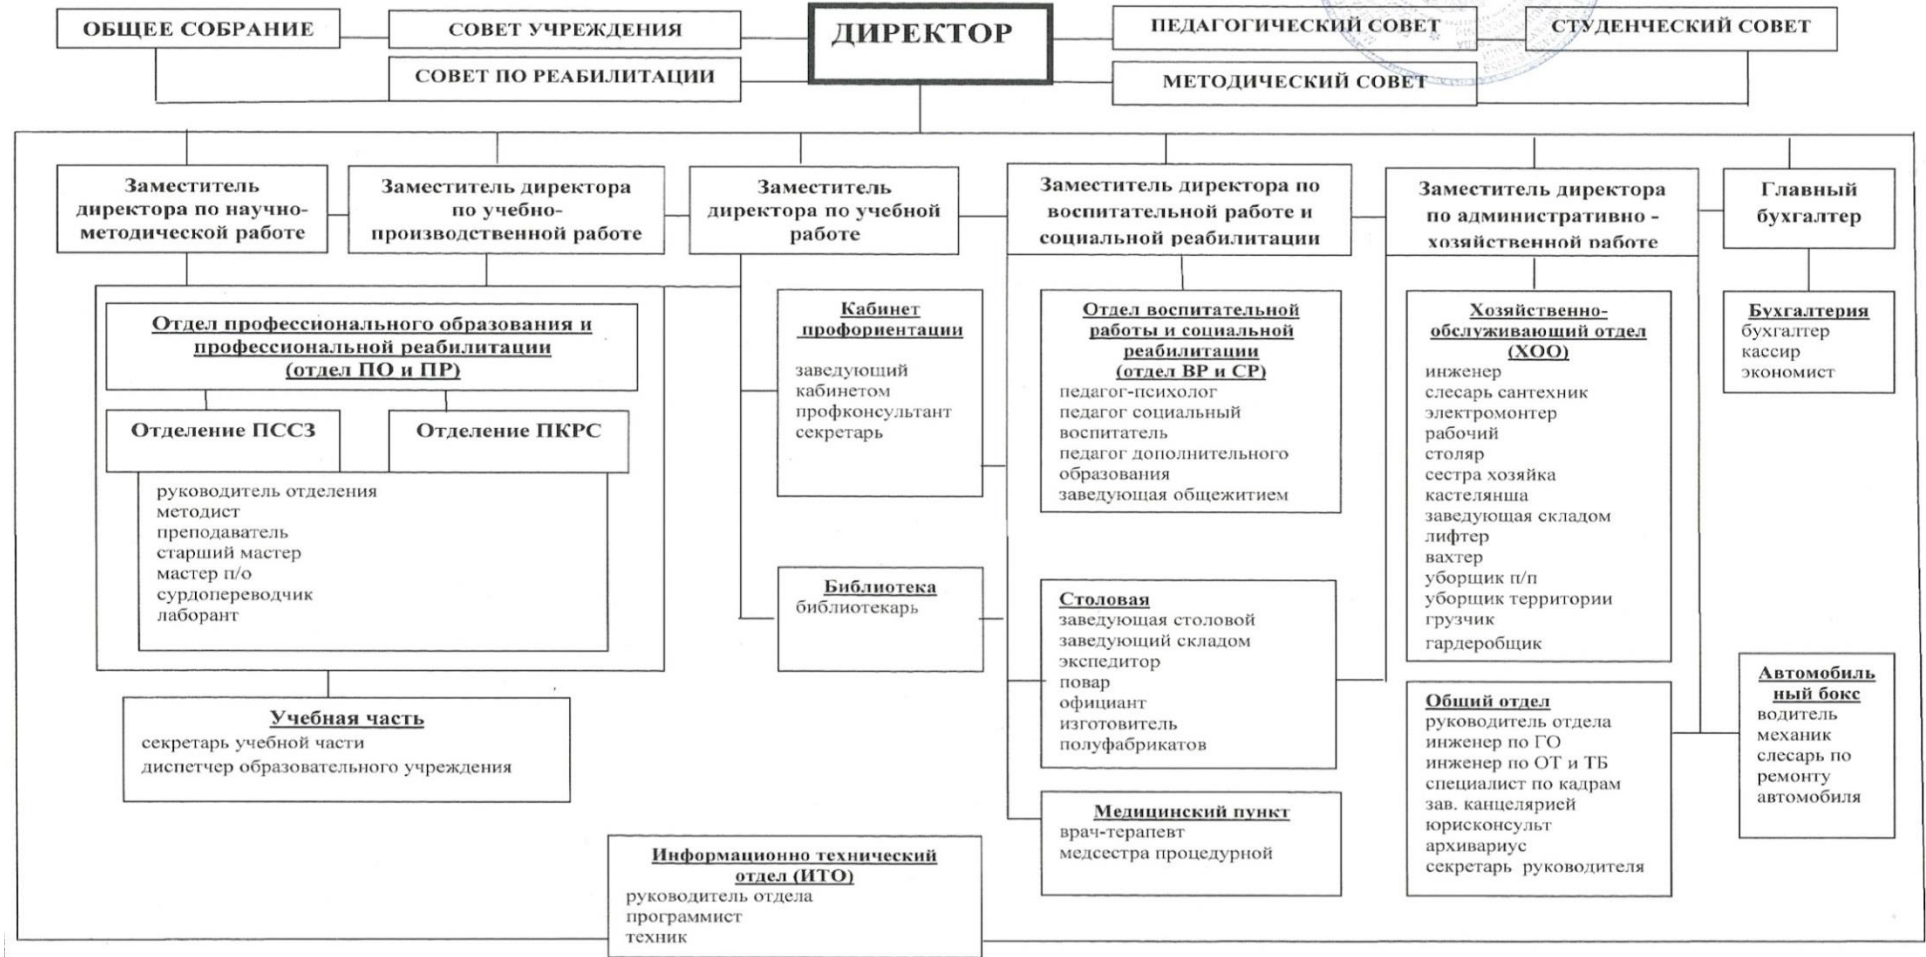 ОБЩЕЕ СОБРАНИЕ
СОВЕТ УЧРЕЖДЕНИЯ
ДИРЕКТОР
ПЕДАГОГИЧЕСКИЙ СОВЕТ
СТУДЕНЧЕСКИЙ СОВЕТ
СОВЕТ ПО РЕАБИЛИТАЦИИ
МЕТОДИЧЕСКИЙ СОВЕТ
Заместитель
директора по научно-
методической работе
Заместитель директора
по учебно-
производственной работе
Заместитель
директора по учебной
работе
Заместитель директора по
воспитательной работе и
социальной реабилитации
Заместитель директора
по административно -
хозяйственной работе
Главный
бухгалтер
Отдел профессионального образования и
профессиональной реабилитации
(отдел ПО и ПР)
Отделение ПССЗ
Отделение ПКРС
руководитель отделения
методист
преподаватель
старший мастер
мастер п/о
сурдопереводчик
лаборант
Учебная часть
секретарь учебной части
диспетчер образовательного учреждения
Кабинет
профориентации
заведующий
кабинетом
профконсультант
секретарь
Библиотека
библиотекарь
Отдел воспитательной
работы и социальной
реабилитации
(отдел ВР и СР)
педагог-психолог
педагог социальный
воспитатель
педагог дополнительного
образования
заведующая общежитием
Столовая
заведующая столовой
заведующий складом
экспедитор
повар
официант
изготовитель
полуфабрикатов
Медицинский пункт
врач-терапевт
медсестра процедурной
Хозяйственно-
обслуживающий отдел
(ХОО)
инженер
слесарь сантехник
электромонтер
рабочий
столяр
сестра хозяйка
кастелянша
заведующая складом
лифтер
вахтер
уборщик п/п
уборщик территории
грузчик
гардеробщик
Общий отдел
руководитель отдела
инженер по ГО
инженер по ОТ и ТБ
специалист по кадрам
зав. канцелярией
юрисконсульт
архивариус
секретарь руководителя
Бухгалтерия
бухгалтер
кассир
экономист
Автомобиль
ный бокс
водитель
механик
слесарь по
ремонту
автомобиля
Информационно технический
отдел (ИТО)
руководитель отдела
программист
техник